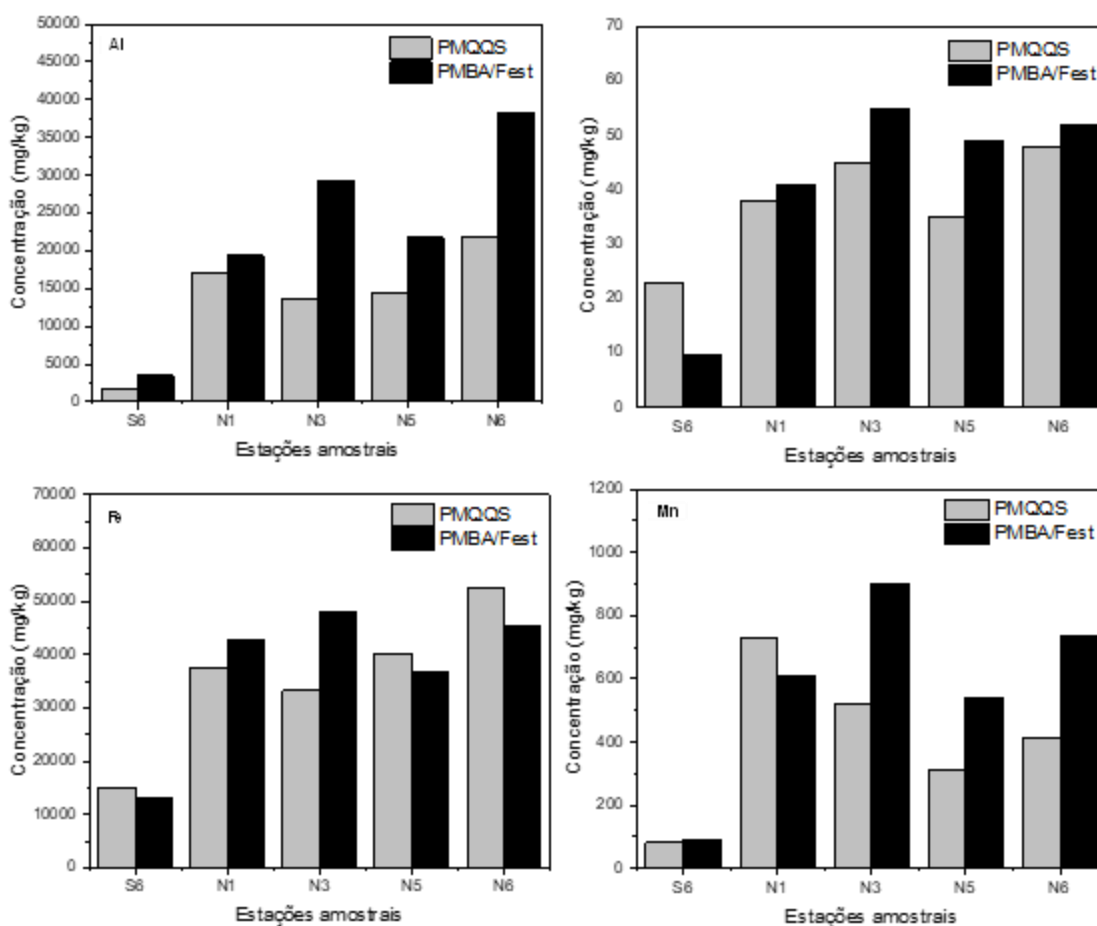 Al
PMQQS
PMBA/Fest
50000
45000
40000
35000
30000
25000
20000
15000
10000
5000
0
Concentração (mg/kg)
S6 N1 N3 N5 N6
Estações amostrais
PMQQS
PMBA/Fest
70
60
50
40
30
20
10
0
Concentração (mg/kg)
S6 N1 N3 N5 N6
Estações amostrais
Fe
PMQQS
PMBA/Fest
70000
60000
50000
40000
30000
20000
10000
0
Concentração (mg/kg)
S6 N1 N3 N5 N6
Estações amostrais
Mn
PMQQS
PMBA/Fest
1200
1000
800
600
400
200
0
Concentração (mg/kg)
S6 N1 N3 N5 N6
Estações amostrais